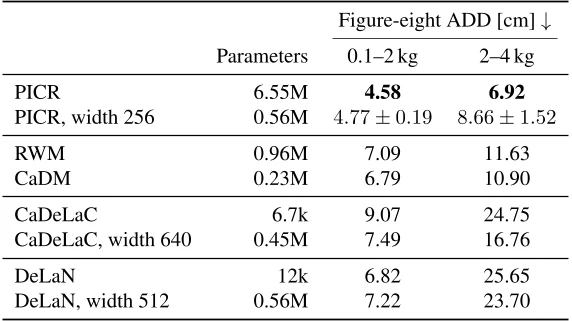 Figure-eight ADD [cm] ↓
Parameters 0.1–2 kg 2–4 kg
PICR 6.55M 4.58 6.92
PICR, width 256 0.56M 4.77 ± 0.19 8.66 ± 1.52
RWM 0.96M 7.09 11.63
CaDM 0.23M 6.79 10.90
CaDeLaC 6.7k 9.07 24.75
CaDeLaC, width 640 0.45M 7.49 16.76
DeLaN 12k 6.82 25.65
DeLaN, width 512 0.56M 7.22 23.70